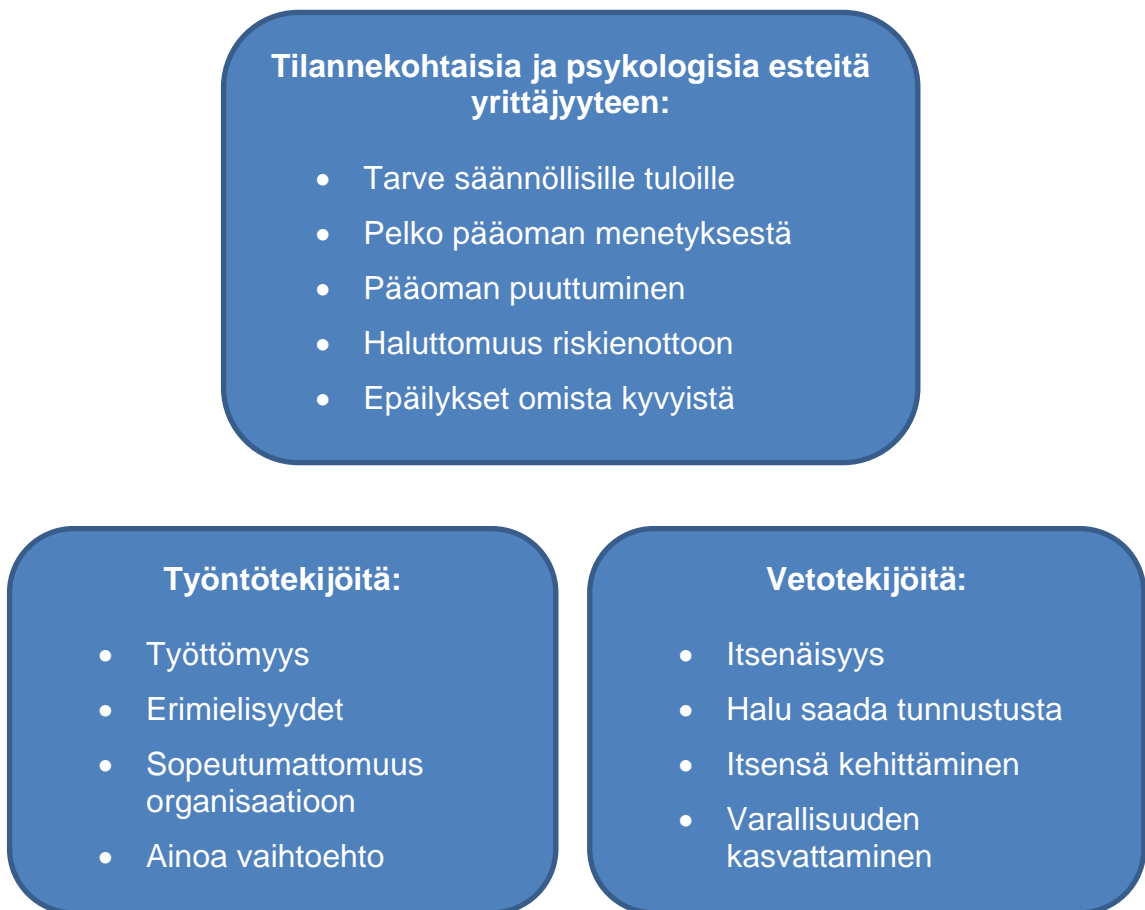 Tilannekohtaisia ja psykologisia esteitä
yrittäjyyteen:
• Tarve säännöllisille tuloille
• Pelko pääoman menetyksestä
• Pääoman puuttuminen
• Haluttomuus riskienottoon
• Epäilykset omista kyvyistä
Työntötekijöitä:
• Työttömyys
• Erimielisyydet
• Sopeutumattomuus
organisaatioon
• Ainoa vaihtoehto
Vetotekijöitä:
• Itsenäisyys
• Halu saada tunnustusta
• Itsensä kehittäminen
• Varallisuuden
kasvattaminen